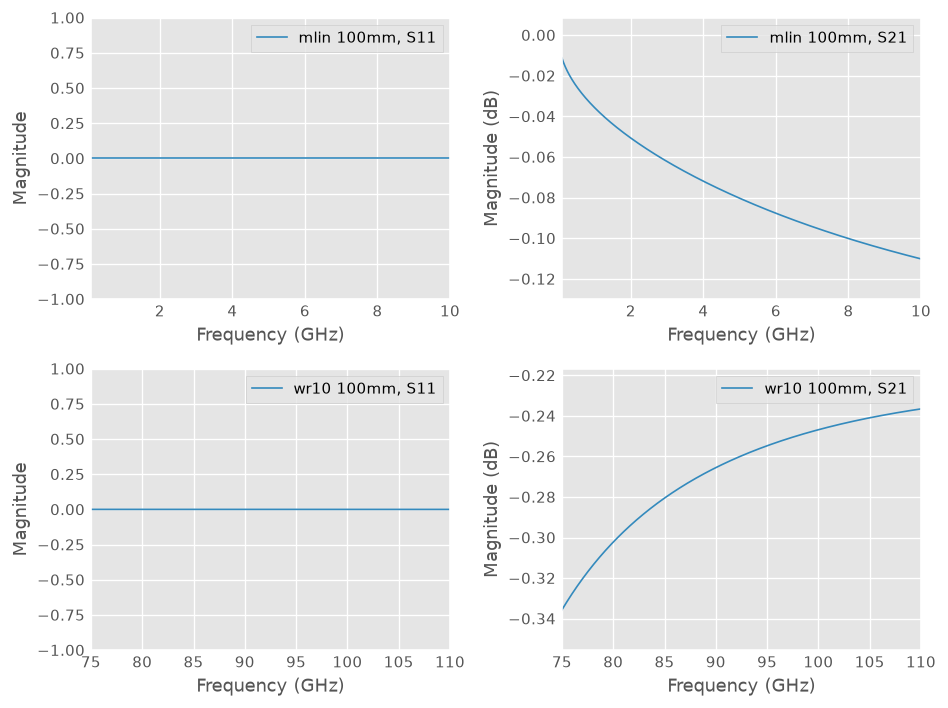 1.00
0.75
0.50
0.25
0.00
−0.25
−0.50
−0.75
−1.00
Magnitude
mlin 100mm, S11
2 4 6 8 10
Frequency (GHz)
0.00
−0.02
−0.04
−0.06
−0.08
−0.10
−0.12
Magnitude (dB)
mlin 100mm, S21
2 4 6 8 10
Frequency (GHz)
1.00
0.75
0.50
0.25
0.00
−0.25
−0.50
−0.75
−1.00
Magnitude
wr10 100mm, S11
75 80 85 90 95 100 105 110
Frequency (GHz)
−0.22
−0.24
−0.26
−0.28
−0.30
−0.32
−0.34
Magnitude (dB)
wr10 100mm, S21
75 80 85 90 95 100 105 110
Frequency (GHz)